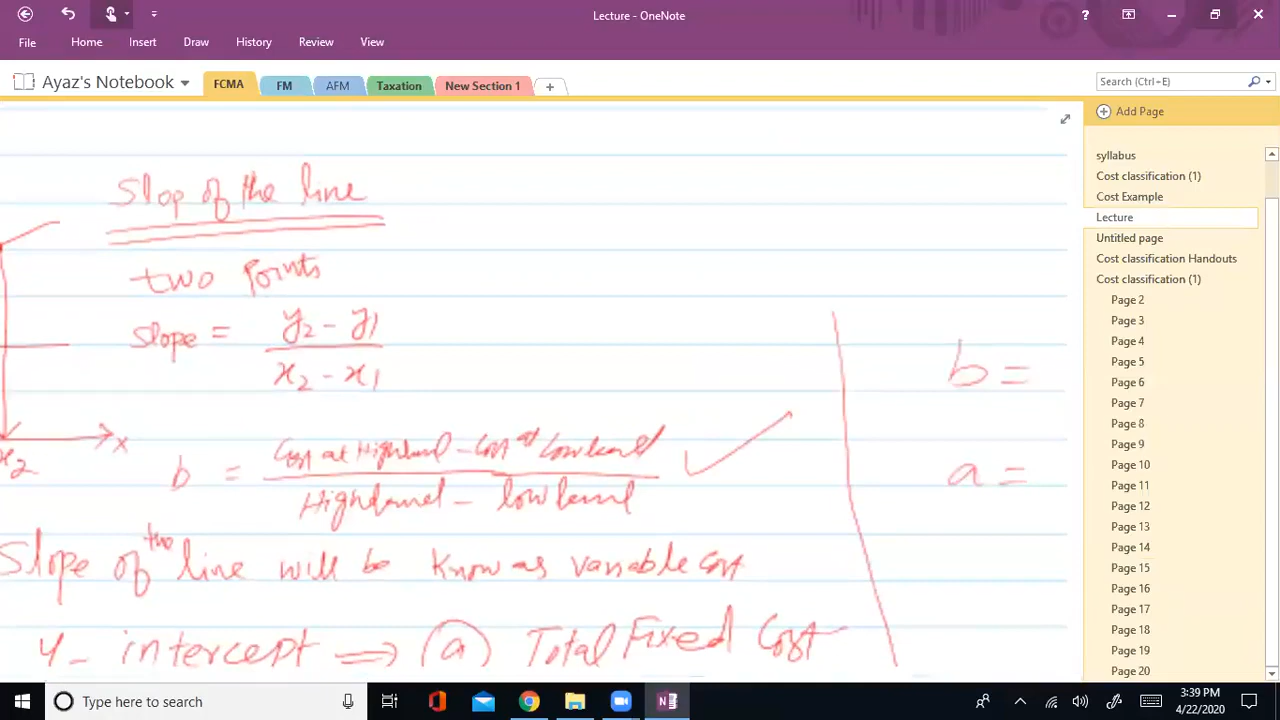 Lecture - OneNote
File Home Insert Draw History Review View
Ayaz's Notebook FCMA FM AFM Taxation New Section 1 +
Search (Ctrl+E)
Add Page
syllabus
Cost classification (1)
Cost Example
Lecture
Untitled page
Cost classification Handouts
Cost classification (1)
Page 2
Page 3
Page 4
Page 5
Page 6
Page 7
Page 8
Page 9
Page 10
Page 11
Page 12
Page 13
Page 14
Page 15
Page 16
Page 17
Page 18
Page 19
Page 20
Slop of the line
two points
slope = y2 - y1
x2 - x1
x
x2
b = Cost at High level - Cost at low level
High level - low level
Slope of the line will be know as variable cost
y - intercept ⇒ (a) Total Fixed Cost
b =
a =
Type here to search
3:39 PM
4/22/2020